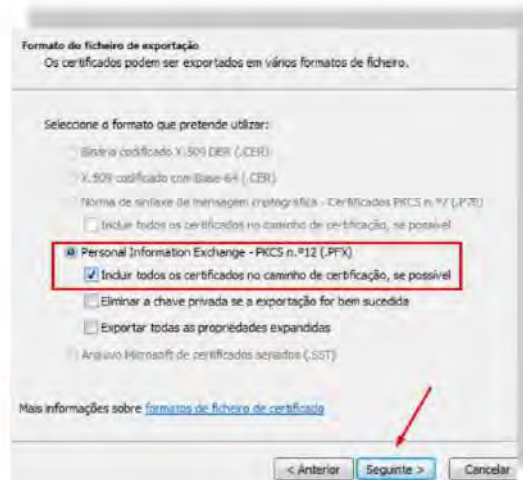 Formato do ficheiro de exportação
Os certificados podem ser exportados em vários formatos de ficheiro.
Seleccione o formato que pretende utilizar:
Binário codificado X.509 DER (.CER)
X.509 codificado com Base-64 (.CER)
Norma de sintaxe de mensagem criptográfica - Certificados PKCS n.º7 (.P7B)
Incluir todos os certificados no caminho de certificação, se possível
Personal Information Exchange - PKCS n.º12 (.PFX)
Incluir todos os certificados no caminho de certificação, se possível
Eliminar a chave privada se a exportação for bem sucedida
Exportar todas as propriedades expandidas
Arquivo Microsoft de certificados seriados (.SST)
Mais informações sobre formatos de ficheiro de certificado
< Anterior Seguinte > Cancelar